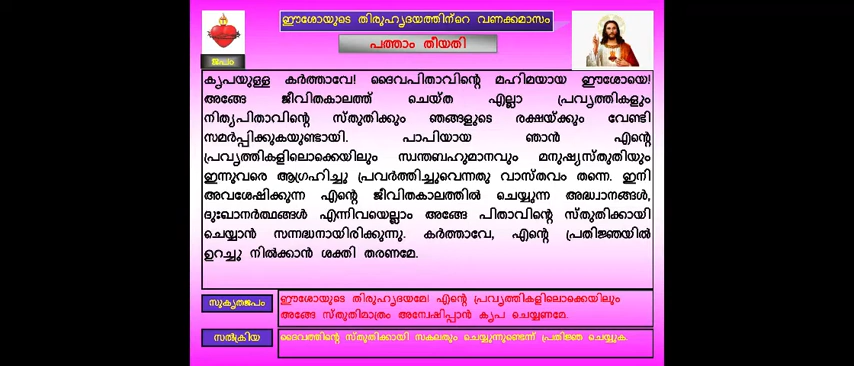 ഈശോയുടെ തിരുഹൃദയത്തിന്റെ വണക്കമാസം
പത്താം തീയതി
ജപം
കൃപയുള്ള കർത്താവേ! ദൈവപിതാവിന്റെ മഹിമയായ ഈശോയെ!
അങ്ങേ ജീവിതകാലത്ത് ചെയ്ത എല്ലാ പ്രവൃത്തികളും
നിത്യപിതാവിന്റെ സ്തുതിക്കും ഞങ്ങളുടെ രക്ഷയ്ക്കും വേണ്ടി
സമർപ്പിക്കുകയുണ്ടായി. പാപിയായ ഞാൻ എന്റെ
പ്രവൃത്തികളിലൊക്കെയിലും സ്വന്തബഹുമാനവും മനുഷ്യസ്തുതിയും
ഇന്നുവരെ ആഗ്രഹിച്ചു പ്രവർത്തിച്ചുവെന്നതു വാസ്തവം തന്നെ. ഇനി
അവശേഷിക്കുന്ന എന്റെ ജീവിതകാലത്തിൽ ചെയ്യുന്ന അദ്ധ്വാനങ്ങൾ,
ദുഃഖാനർത്ഥങ്ങൾ എന്നിവയെല്ലാം അങ്ങേ പിതാവിന്റെ സ്തുതിക്കായി
ചെയ്യാൻ സന്നദ്ധനായിരിക്കുന്നു. കർത്താവേ, എന്റെ പ്രതിജ്ഞയിൽ
ഉറച്ചു നിൽക്കാൻ ശക്തി തരണമേ.
സുകൃതജപം
ഈശോയുടെ തിരുഹൃദയമേ! എന്റെ പ്രവൃത്തികളിലൊക്കെയിലും
അങ്ങേ സ്തുതിമാത്രം അന്വേഷിപ്പാൻ കൃപ ചെയ്യണമേ.
സൽക്രിയ
ദൈവത്തിന്റെ സ്തുതിക്കായി സകലതും ചെയ്യുന്നുണ്ടെന്ന് പ്രതിജ്ഞ ചെയ്യുക.